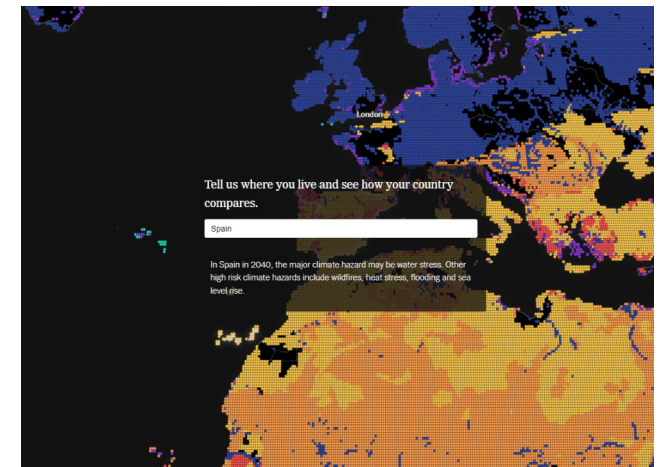 London
Tell us where you live and see how your country
compares.
Spain
In Spain in 2040, the major climate hazard may be water stress. Other
high risk climate hazards include wildfires, heat stress, flooding and sea
level rise.